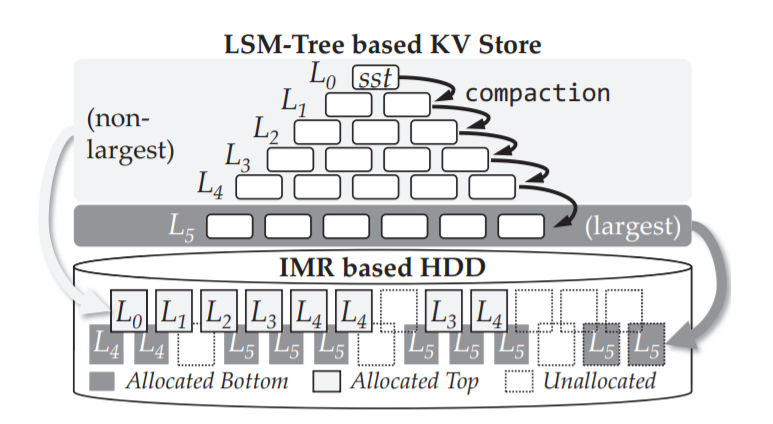 LSM-Tree based KV Store
L0 sst
compaction
L1
(non-
largest)
L2
L3
L4
L5 (largest)
IMR based HDD
L0 L1 L2 L3 L4 L4 L3 L4
L4 L4 L5 L5 L5 L5 L5 L5 L5 L5
Allocated Bottom Allocated Top Unallocated